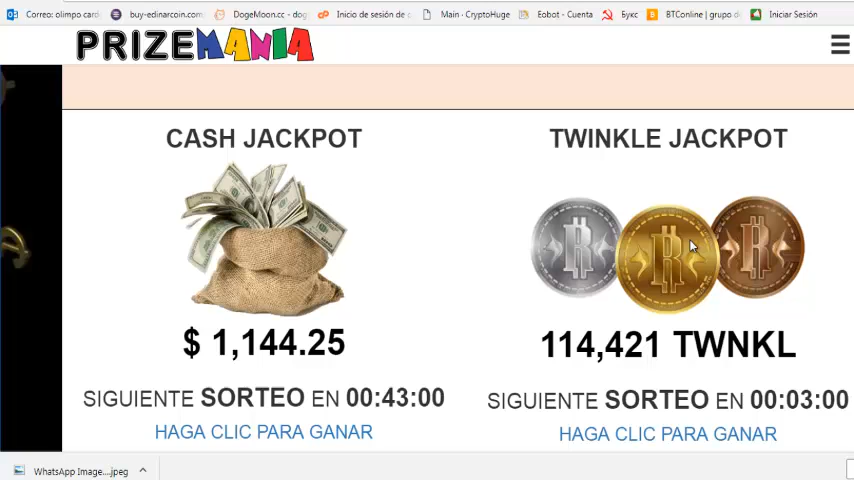 Correo: olimpo card
buy-edinarcoin.com
DogeMoon.cc - dog
Inicio de sesión de c
Main · CryptoHuge
Eobot - Cuenta
Букс
BTConline | grupo d
Iniciar Sesión
PRIZEMANIA
CASH JACKPOT
TWINKLE JACKPOT
$ 1,144.25
114,421 TWNKL
SIGUIENTE SORTEO EN 00:43:00
SIGUIENTE SORTEO EN 00:03:00
HAGA CLIC PARA GANAR
HAGA CLIC PARA GANAR
WhatsApp Image....jpeg